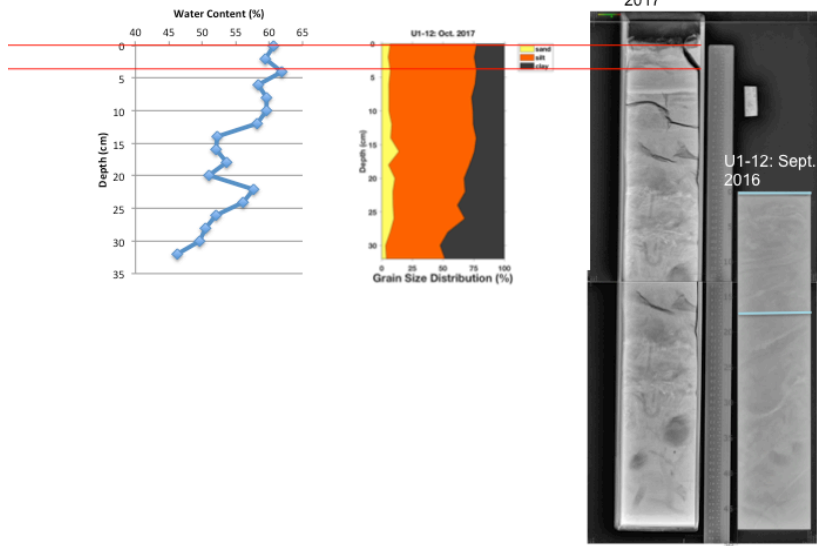 2017
Water Content (%)
40 45 50 55 60 65
0
5
10
15
20
25
30
35
Depth (cm)
U1-12: Oct. 2017
sand
silt
clay
0
5
10
15
20
25
30
Depth (cm)
0 25 50 75 100
Grain Size Distribution (%)
U1-12: Sept.
2016